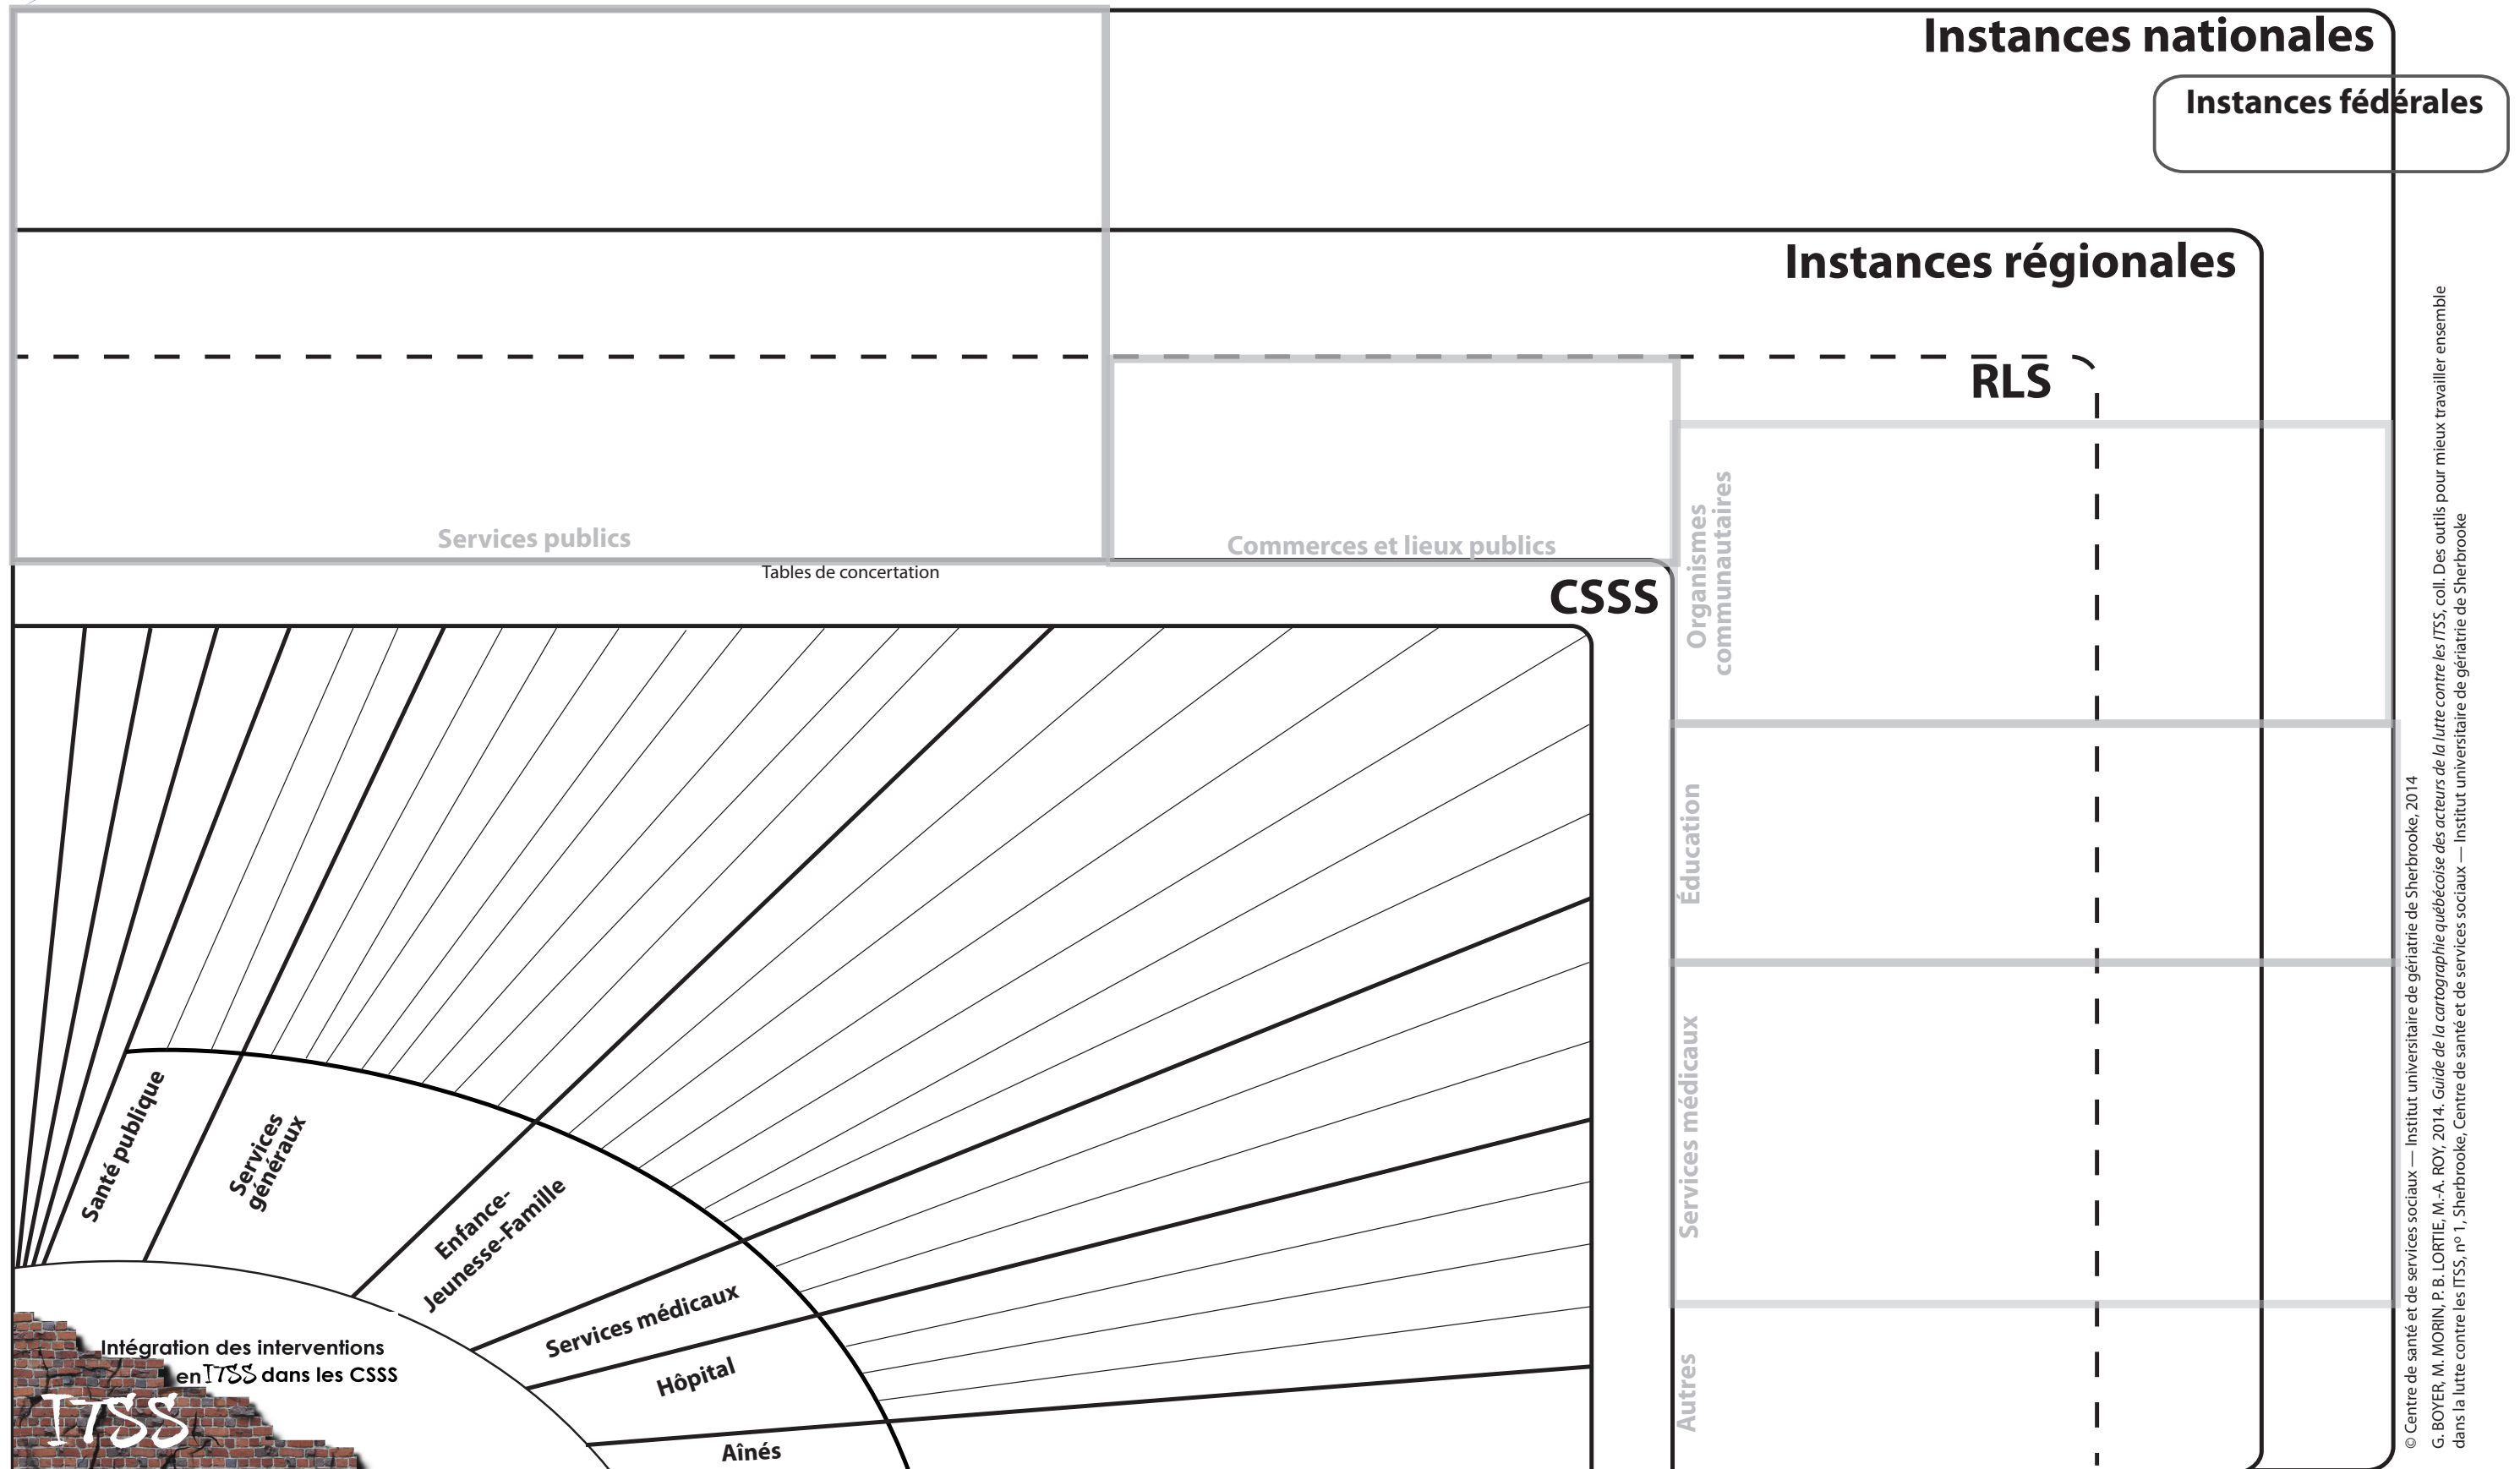 Instances nationales
Instances fédérales
Instances régionales
RLS
Services publics
Commerces et lieux publics
Tables de concertation
CSSS
Organismes
communautaires
Éducation
Services médicaux
Autres
Santé publique
Services
généraux
Enfance-
Jeunesse-Famille
Services médicaux
Hôpital
Aînés
Intégration des interventions
en ITSS dans les CSSS
ITSS
© Centre de santé et de services sociaux — Institut universitaire de gériatrie de Sherbrooke, 2014
G. BOYER, M. MORIN, P. B. LORTIE, M.-A. ROY, 2014. Guide de la cartographie québécoise des acteurs de la lutte contre les ITSS, coll. Des outils pour mieux travailler ensemble
dans la lutte contre les ITSS, nº 1, Sherbrooke, Centre de santé et de services sociaux — Institut universitaire de gériatrie de Sherbrooke